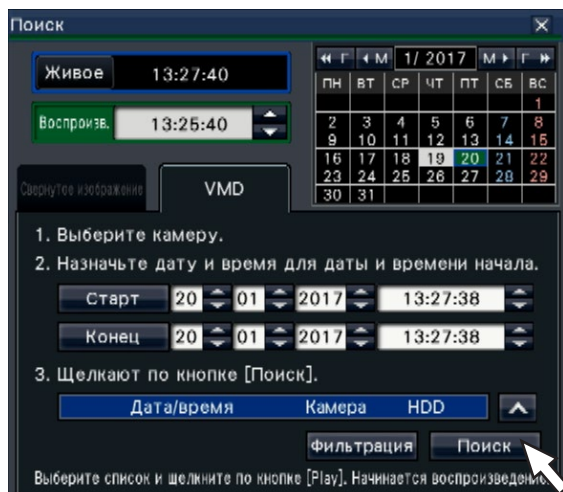 Поиск
« Г ◂ М 1/ 2017 М ▸ Г »
Живое 13:27:40
ПН ВТ СР ЧТ ПТ СБ ВС
1
Воспроизв. 13:25:40
2 3 4 5 6 7 8
9 10 11 12 13 14 15
16 17 18 19 20 21 22
23 24 25 26 27 28 29
30 31
Свернутое изображение VMD
1. Выберите камеру.
2. Назначьте дату и время для даты и времени начала.
Старт 20 01 2017 13:27:38
Конец 20 01 2017 13:27:38
3. Щелкают по кнопке [Поиск].
Дата/время Камера HDD
Фильтрация Поиск
Выберите список и щелкните по кнопке [Play]. Начинается воспроизведение.